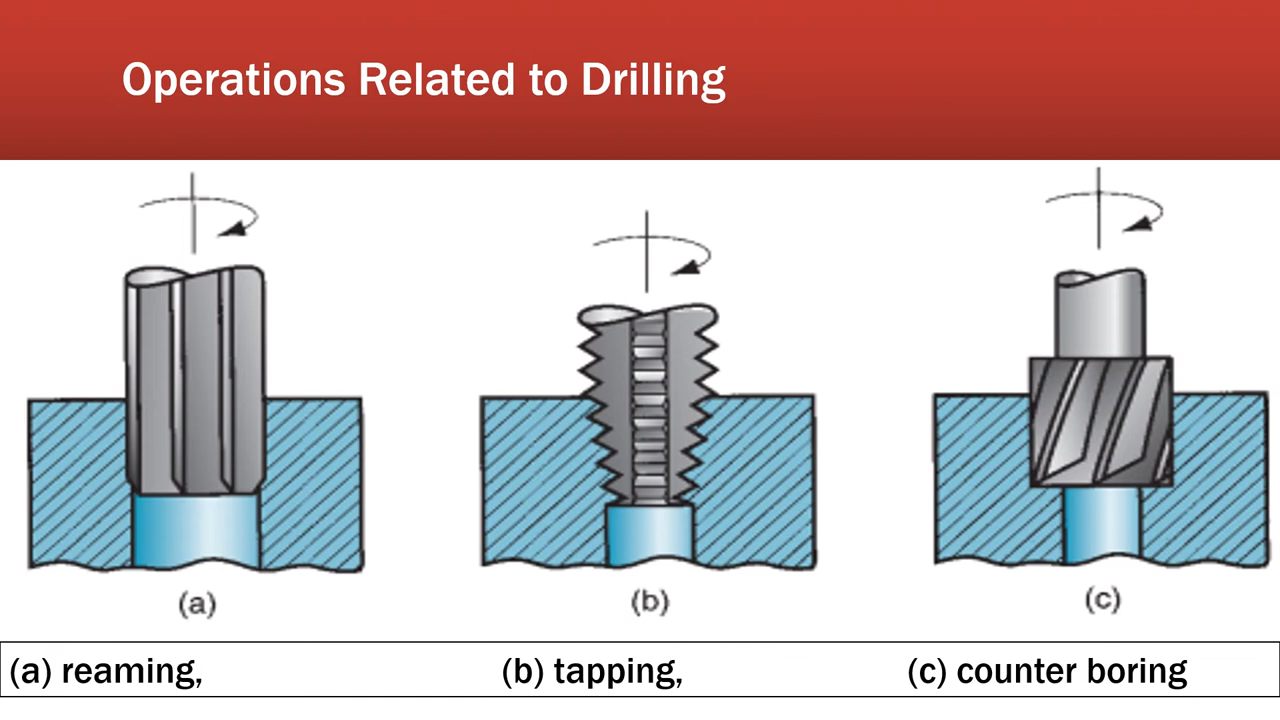 Operations Related to Drilling
(a)
(b)
(c)
(a) reaming,
(b) tapping,
(c) counter boring